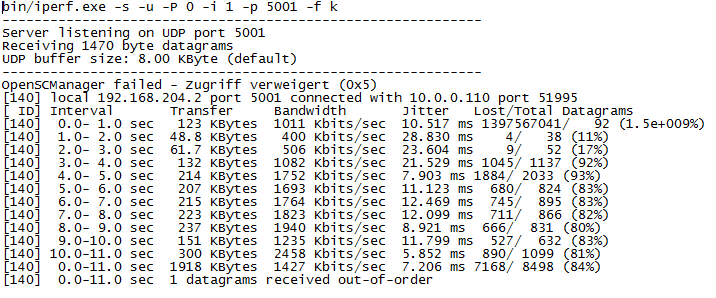 bin/iperf.exe -s -u -P 0 -i 1 -p 5001 -f k
------------------------------------------------------------
Server listening on UDP port 5001
Receiving 1470 byte datagrams
UDP buffer size: 8.00 KByte (default)
------------------------------------------------------------
OpenSCManager failed - Zugriff verweigert (0x5)
[140] local 192.168.204.2 port 5001 connected with 10.0.0.110 port 51995
[ ID] Interval       Transfer     Bandwidth       Jitter   Lost/Total Datagrams
[140]  0.0- 1.0 sec   123 KBytes  1011 Kbits/sec  10.517 ms 1397567041/   92 (1.5e+009%)
[140]  1.0- 2.0 sec  48.8 KBytes   400 Kbits/sec  28.830 ms    4/   38 (11%)
[140]  2.0- 3.0 sec  61.7 KBytes   506 Kbits/sec  23.604 ms    9/   52 (17%)
[140]  3.0- 4.0 sec   132 KBytes  1082 Kbits/sec  21.529 ms 1045/ 1137 (92%)
[140]  4.0- 5.0 sec   214 KBytes  1752 Kbits/sec   7.903 ms 1884/ 2033 (93%)
[140]  5.0- 6.0 sec   207 KBytes  1693 Kbits/sec  11.123 ms  680/  824 (83%)
[140]  6.0- 7.0 sec   215 KBytes  1764 Kbits/sec  12.469 ms  745/  895 (83%)
[140]  7.0- 8.0 sec   223 KBytes  1823 Kbits/sec  12.099 ms  711/  866 (82%)
[140]  8.0- 9.0 sec   237 KBytes  1940 Kbits/sec   8.921 ms  666/  831 (80%)
[140]  9.0-10.0 sec   151 KBytes  1235 Kbits/sec  11.799 ms  527/  632 (83%)
[140] 10.0-11.0 sec   300 KBytes  2458 Kbits/sec   5.852 ms  890/ 1099 (81%)
[140]  0.0-11.0 sec  1918 KBytes  1427 Kbits/sec   7.206 ms 7168/ 8498 (84%)
[140]  0.0-11.0 sec  1 datagrams received out-of-order